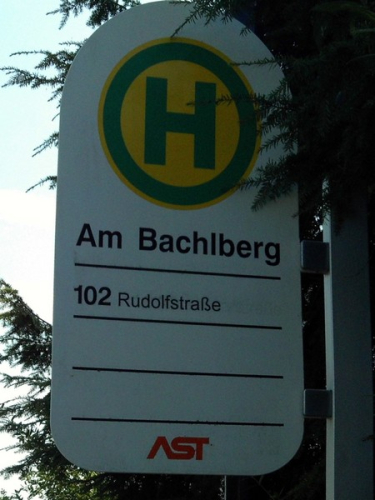 H
Am Bachlberg
102 Rudolfstraße
AST